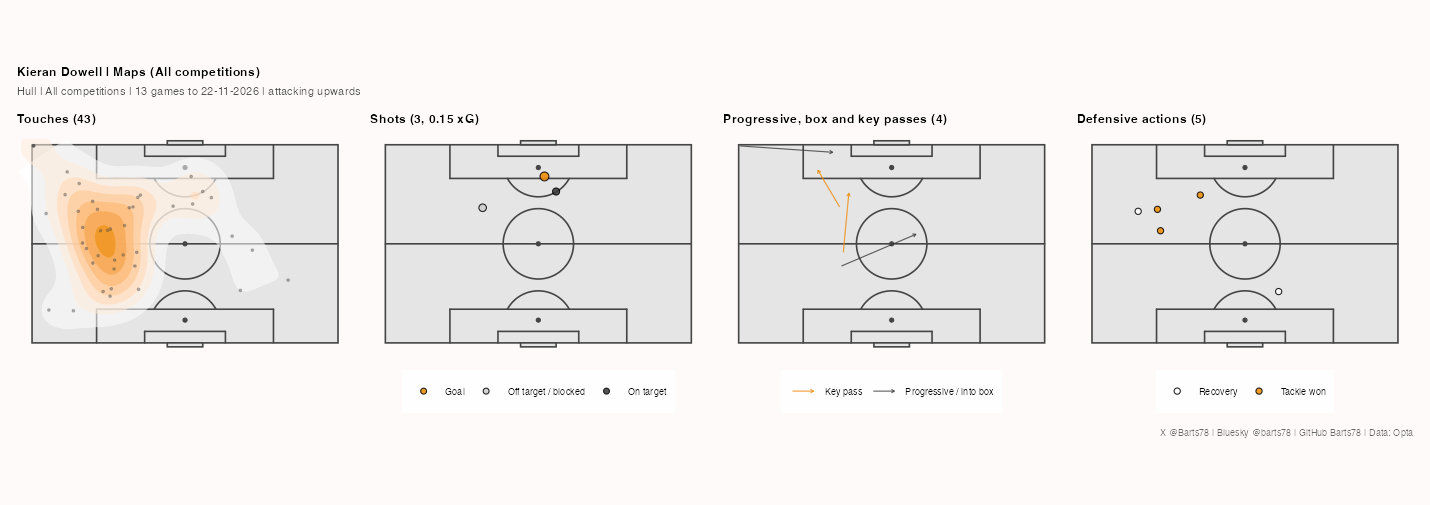 Kieran Dowell | Maps (All competitions)
Hull | All competitions | 13 games to 22-11-2026 | attacking upwards
Touches (43)
Shots (3, 0.15 xG)
Progressive, box and key passes (4)
Defensive actions (5)
Goal
Off target / blocked
On target
Key pass
Progressive / into box
Recovery
Tackle won
X @Barts78 | Bluesky @barts78 | GitHub Barts78 | Data: Opta